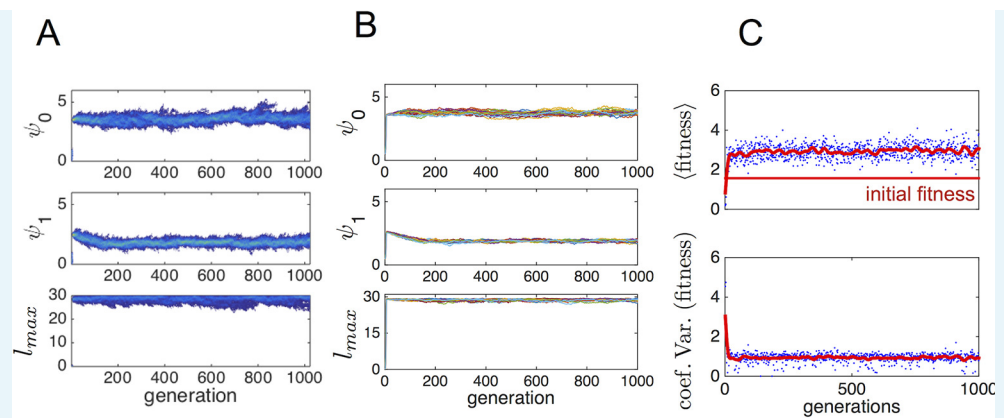 A
B
C
ψ0
5
0
200 400 600 800 1000
ψ1
5
0
200 400 600 800 1000
lmax
30
20
10
0
200 400 600 800 1000
generation
ψ0
5
0
0 200 400 600 800 1000
ψ1
5
0
0 200 400 600 800 1000
lmax
30
20
10
0
0 200 400 600 800 1000
generation
⟨fitness⟩
6
4
2
0
initial fitness
coef. Var. (fitness)
6
4
2
0
0 500 1000
generations